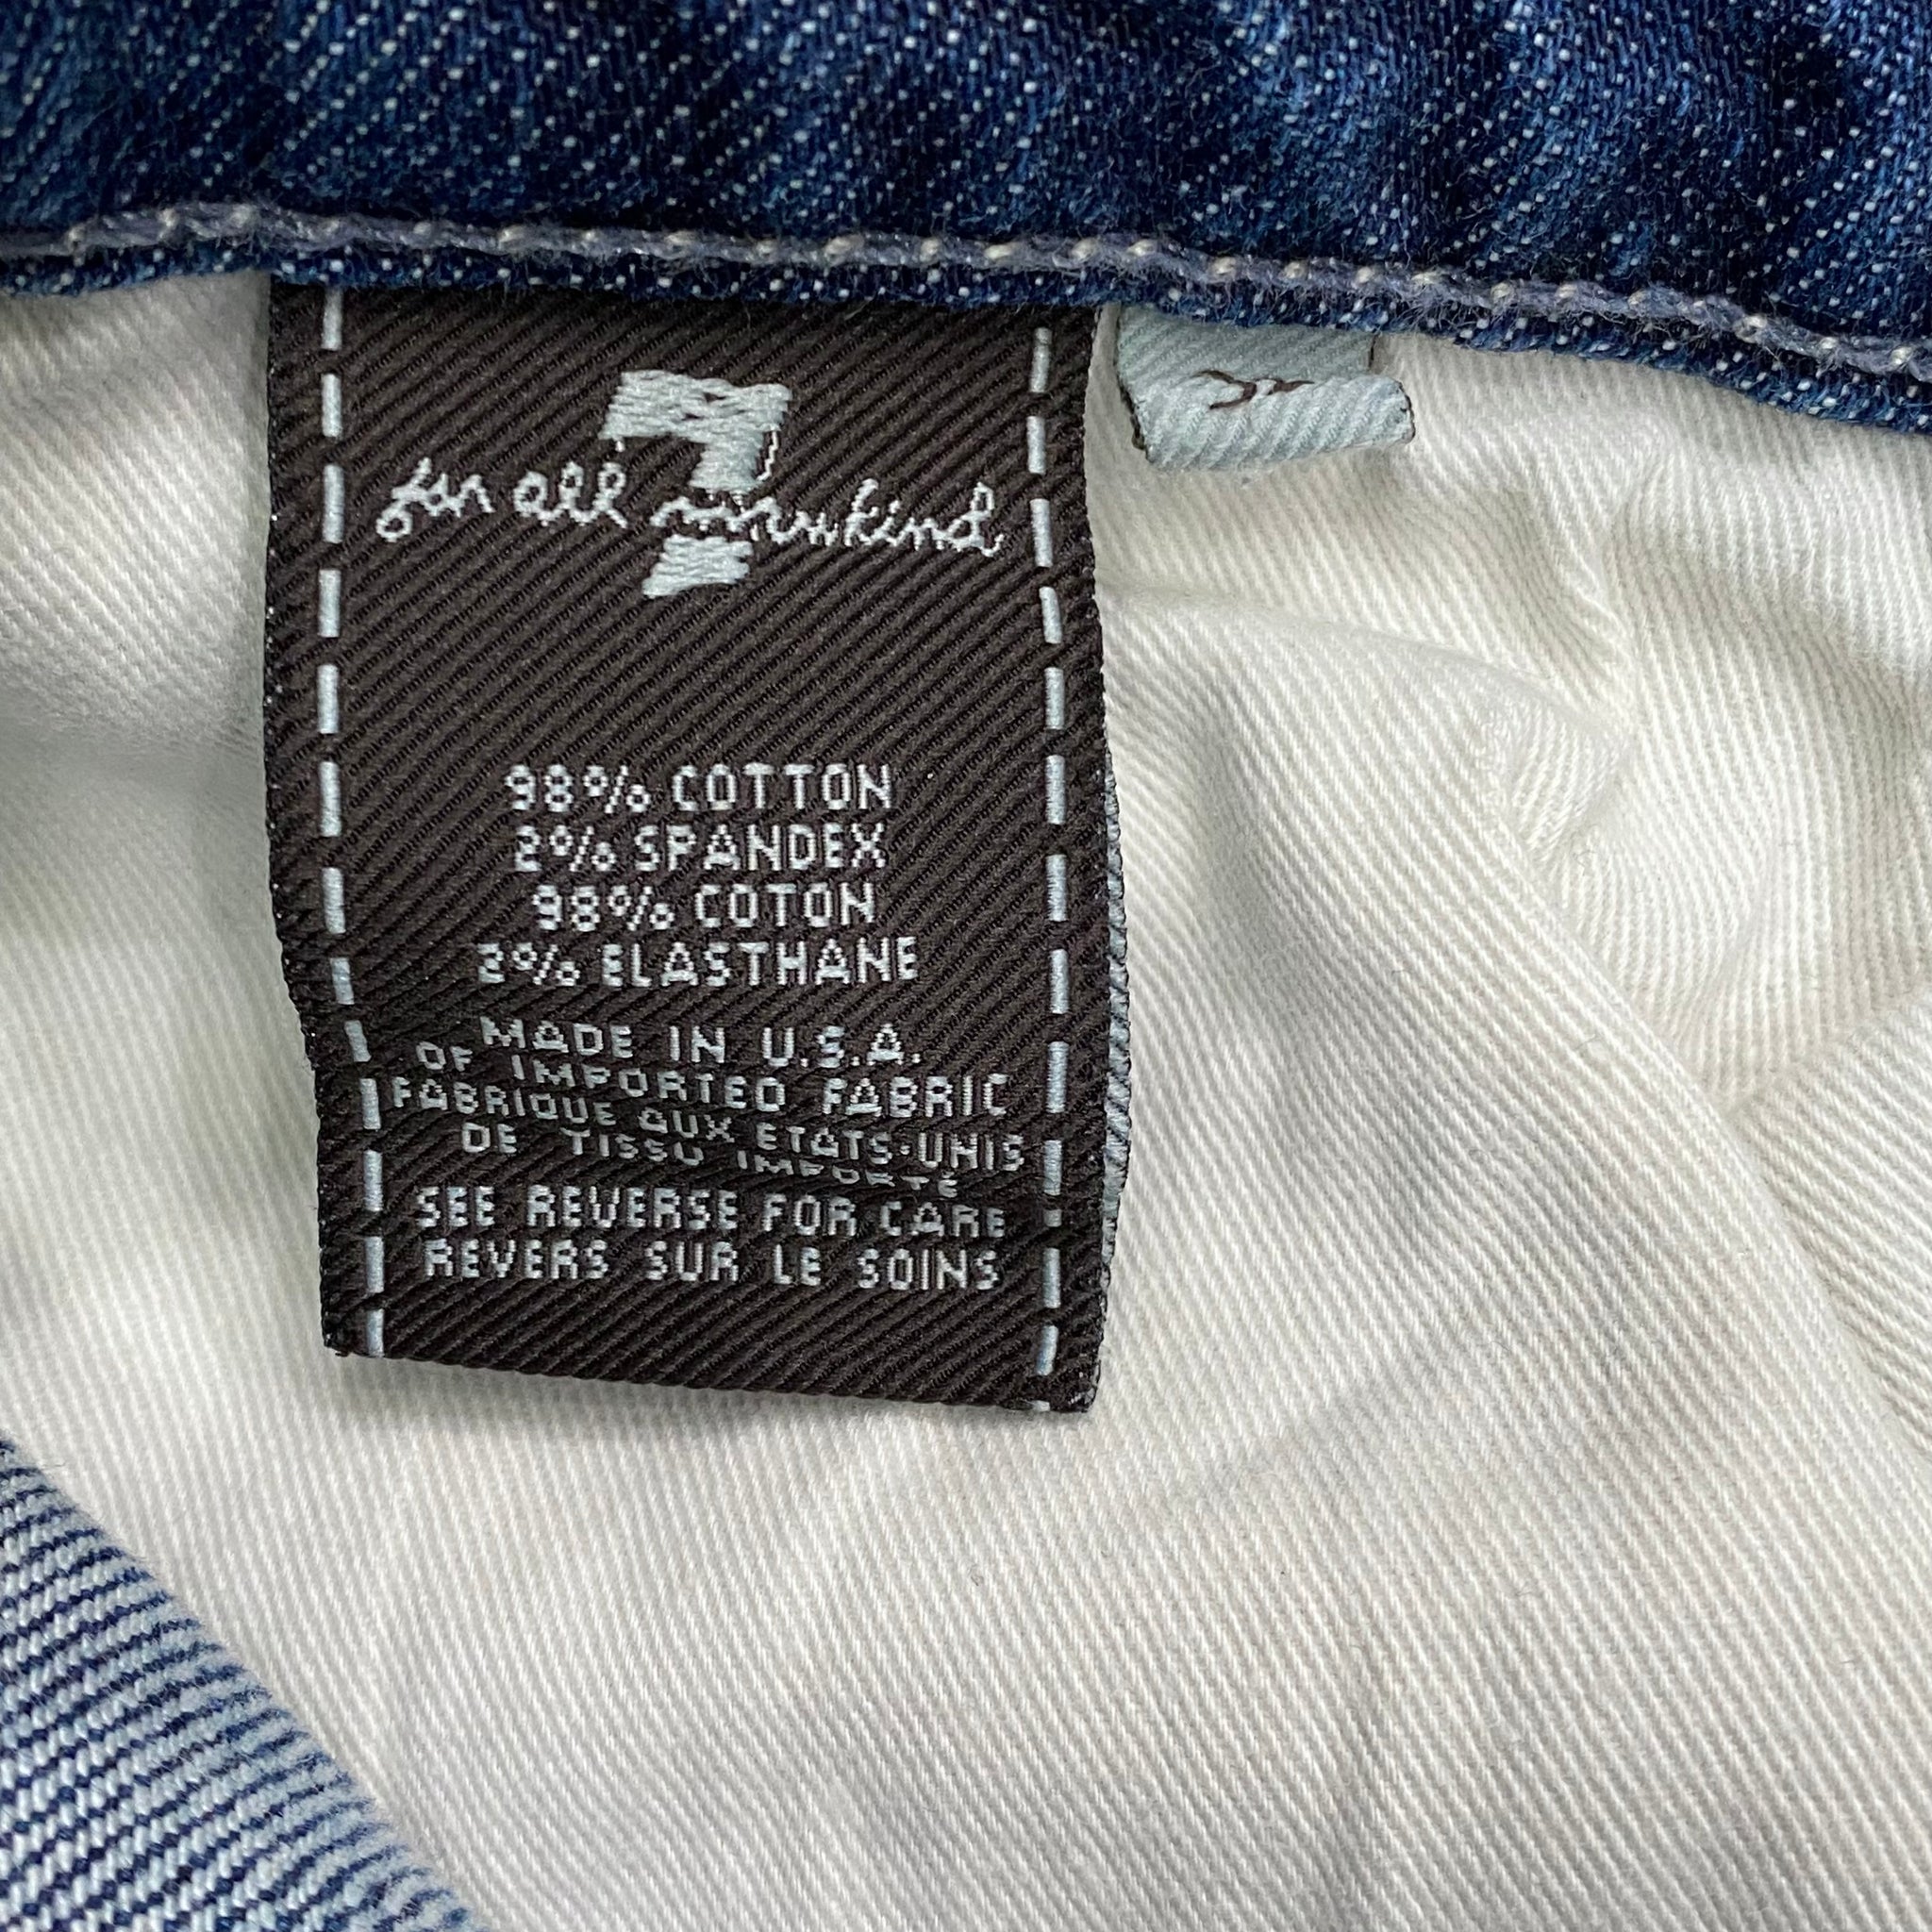 7
for all mankind
98% COTTON
2% SPANDEX
98% COTON
2% ELASTHANE
MADE IN U.S.A.
OF IMPORTED FABRIC
FABRIQUE AUX ETATS-UNIS
DE TISSU IMPORTÉ
SEE REVERSE FOR CARE
REVERS SUR LE SOINS